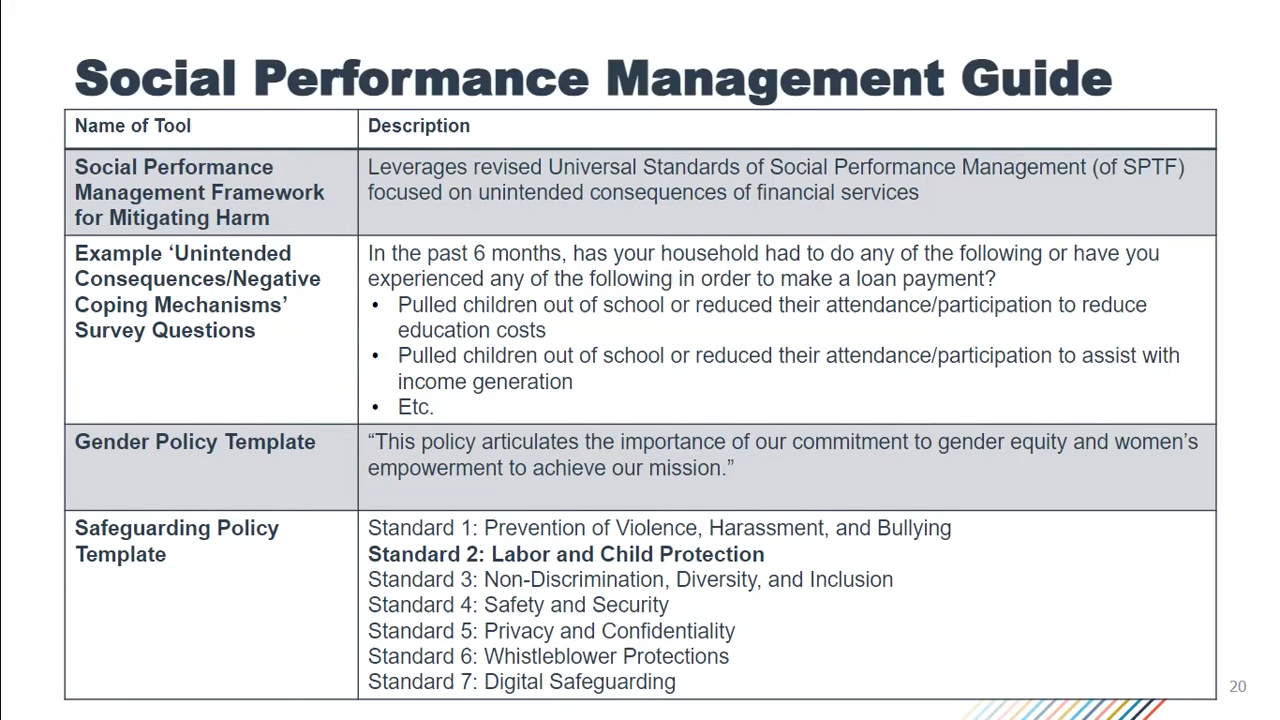 Social Performance Management Guide
Name of Tool
Description
Social Performance
Management Framework
for Mitigating Harm
Leverages revised Universal Standards of Social Performance Management (of SPTF)
focused on unintended consequences of financial services
Example ‘Unintended
Consequences/Negative
Coping Mechanisms’
Survey Questions
In the past 6 months, has your household had to do any of the following or have you
experienced any of the following in order to make a loan payment?
• Pulled children out of school or reduced their attendance/participation to reduce
education costs
• Pulled children out of school or reduced their attendance/participation to assist with
income generation
• Etc.
Gender Policy Template
“This policy articulates the importance of our commitment to gender equity and women’s
empowerment to achieve our mission.”
Safeguarding Policy
Template
Standard 1: Prevention of Violence, Harassment, and Bullying
Standard 2: Labor and Child Protection
Standard 3: Non-Discrimination, Diversity, and Inclusion
Standard 4: Safety and Security
Standard 5: Privacy and Confidentiality
Standard 6: Whistleblower Protections
Standard 7: Digital Safeguarding
20